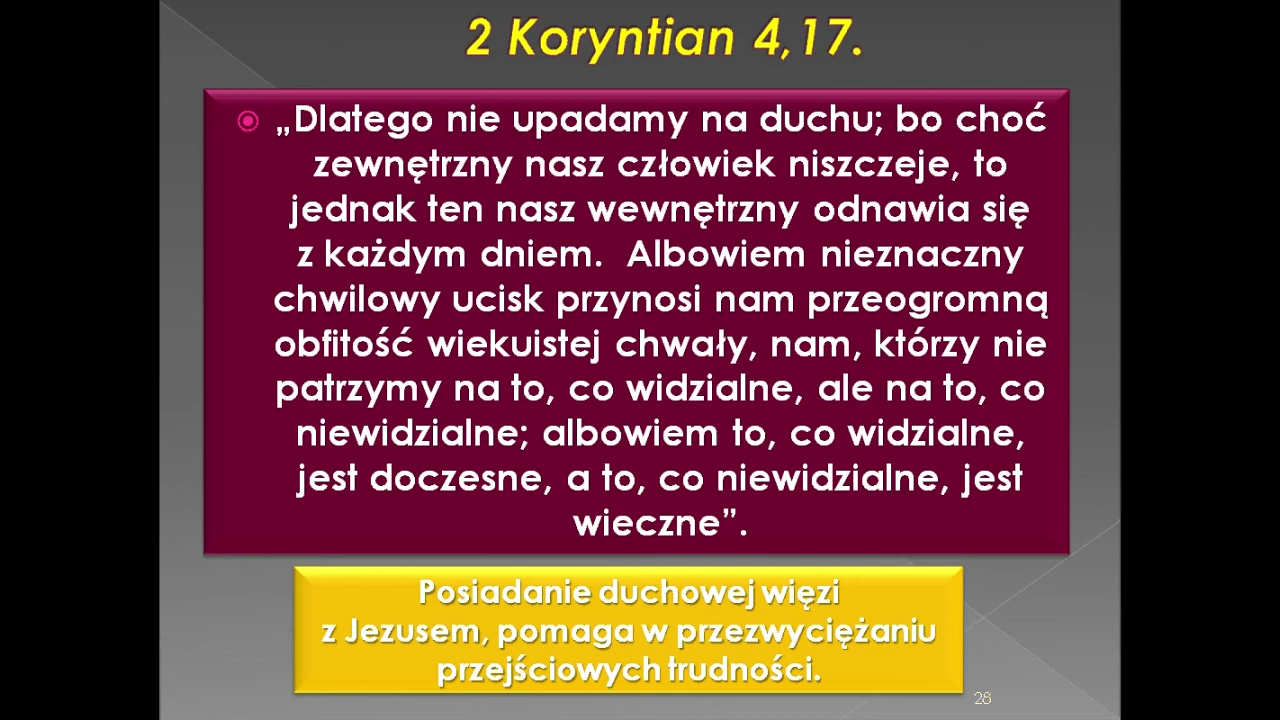 2 Koryntian 4,17.
„Dlatego nie upadamy na duchu; bo choć
zewnętrzny nasz człowiek niszczeje, to
jednak ten nasz wewnętrzny odnawia się
z każdym dniem.  Albowiem nieznaczny
chwilowy ucisk przynosi nam przeogromną
obfitość wiekuistej chwały, nam, którzy nie
patrzymy na to, co widzialne, ale na to, co
niewidzialne; albowiem to, co widzialne,
jest doczesne, a to, co niewidzialne, jest
wieczne”.
Posiadanie duchowej więzi
z Jezusem, pomaga w przezwyciężaniu
przejściowych trudności.
28